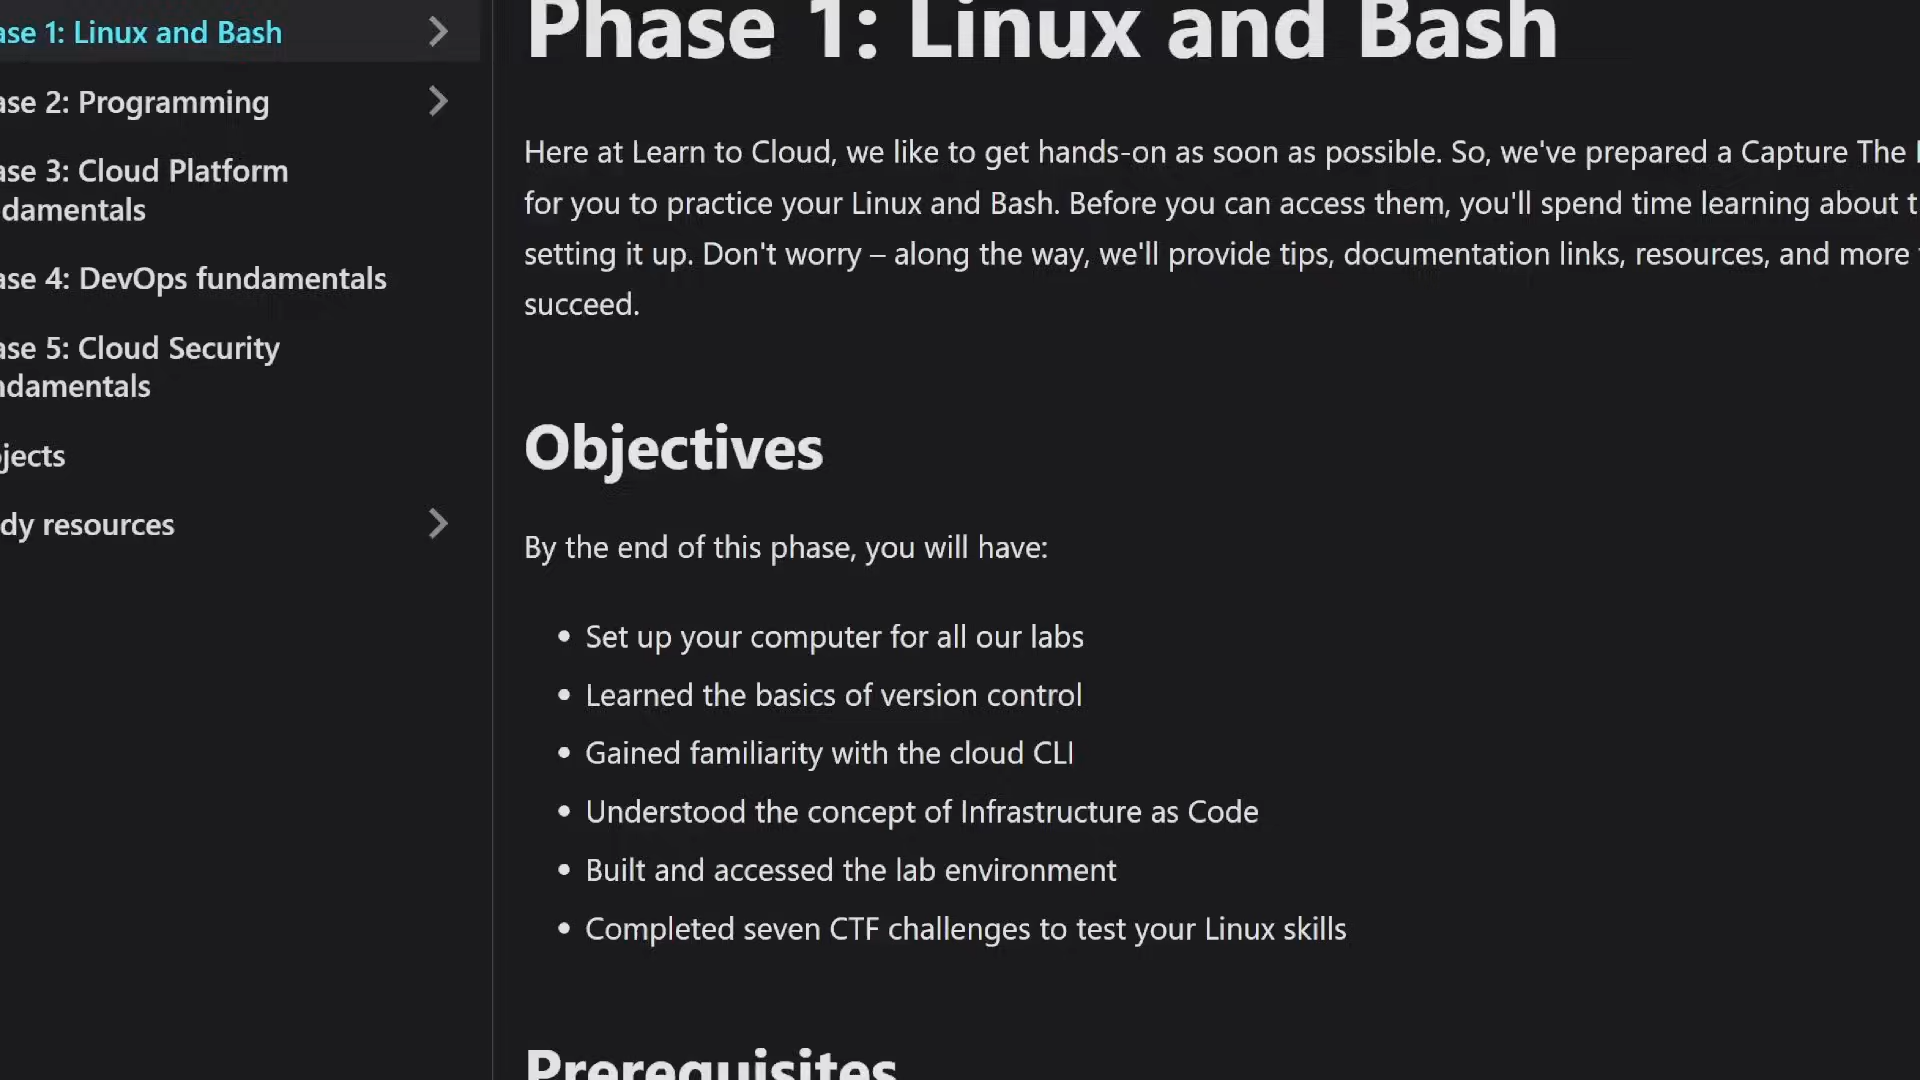 ase 1: Linux and Bash
ase 2: Programming
ase 3: Cloud Platform
damentals
ase 4: DevOps fundamentals
ase 5: Cloud Security
ndamentals
jects
dy resources
Phase 1: Linux and Bash
Here at Learn to Cloud, we like to get hands-on as soon as possible. So, we've prepared a Capture The
for you to practice your Linux and Bash. Before you can access them, you'll spend time learning about t
setting it up. Don't worry – along the way, we'll provide tips, documentation links, resources, and more
succeed.
Objectives
By the end of this phase, you will have:
• Set up your computer for all our labs
• Learned the basics of version control
• Gained familiarity with the cloud CLI
• Understood the concept of Infrastructure as Code
• Built and accessed the lab environment
• Completed seven CTF challenges to test your Linux skills
Prerequisites